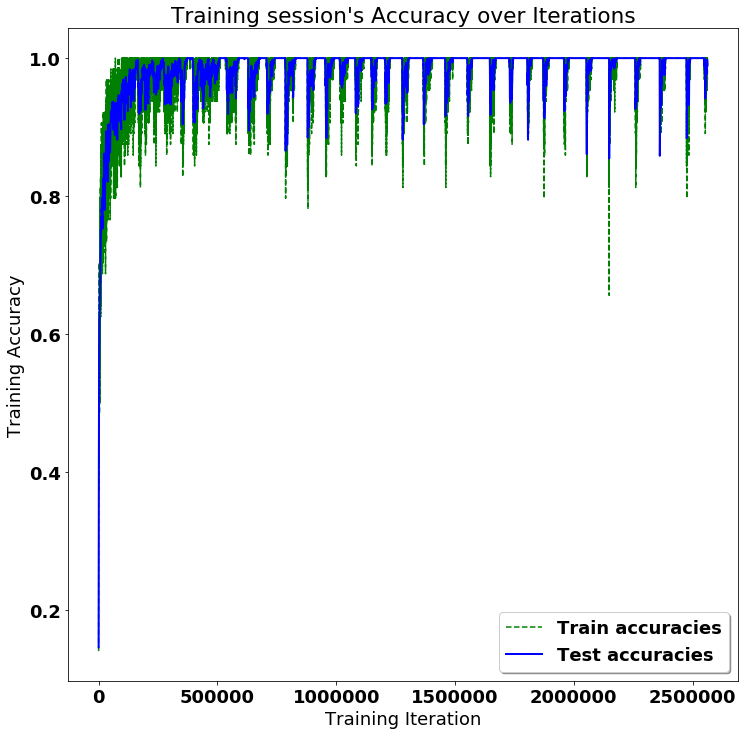 Training session's Accuracy over Iterations
1.0
0.8
0.6
0.4
0.2
Training Accuracy
Train accuracies
Test accuracies
0 500000 1000000 1500000 2000000 2500000
Training Iteration